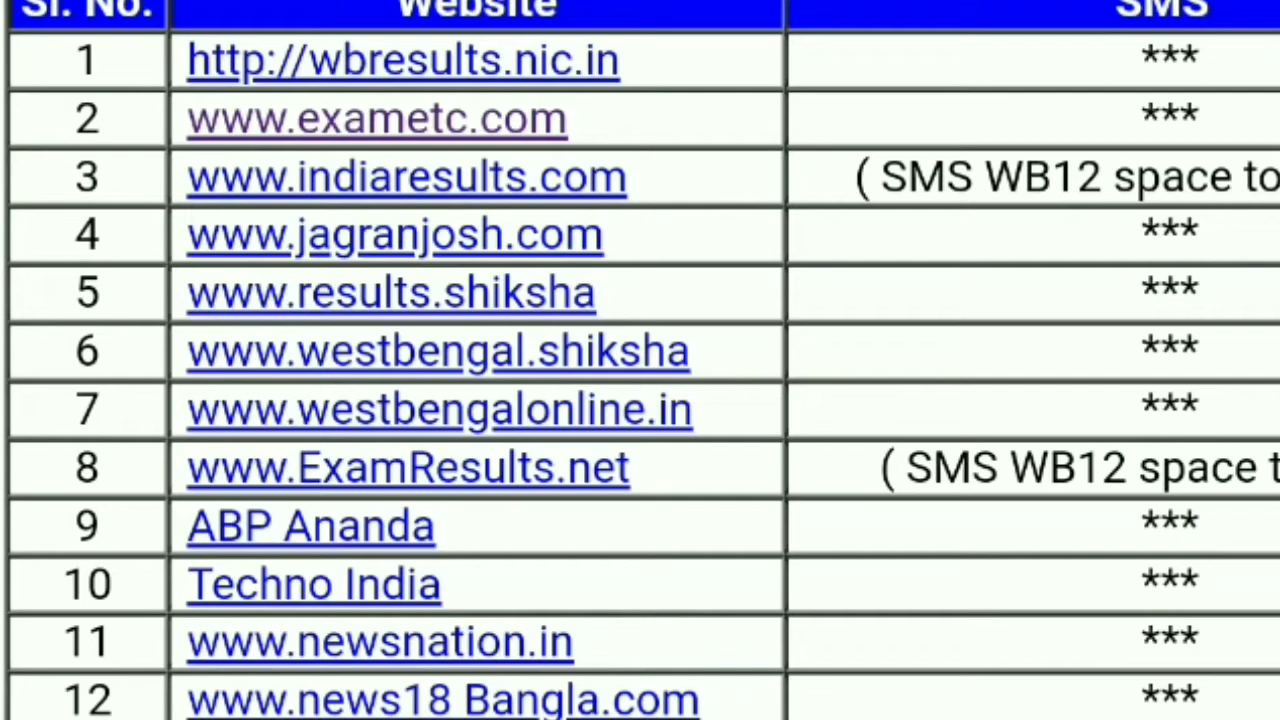 Sl. No. Website SMS
1 http://wbresults.nic.in ***
2 www.exametc.com ***
3 www.indiaresults.com ( SMS WB12 space to
4 www.jagranjosh.com ***
5 www.results.shiksha ***
6 www.westbengal.shiksha ***
7 www.westbengalonline.in ***
8 www.ExamResults.net ( SMS WB12 space t
9 ABP Ananda ***
10 Techno India ***
11 www.newsnation.in ***
12 www.news18 Bangla.com ***